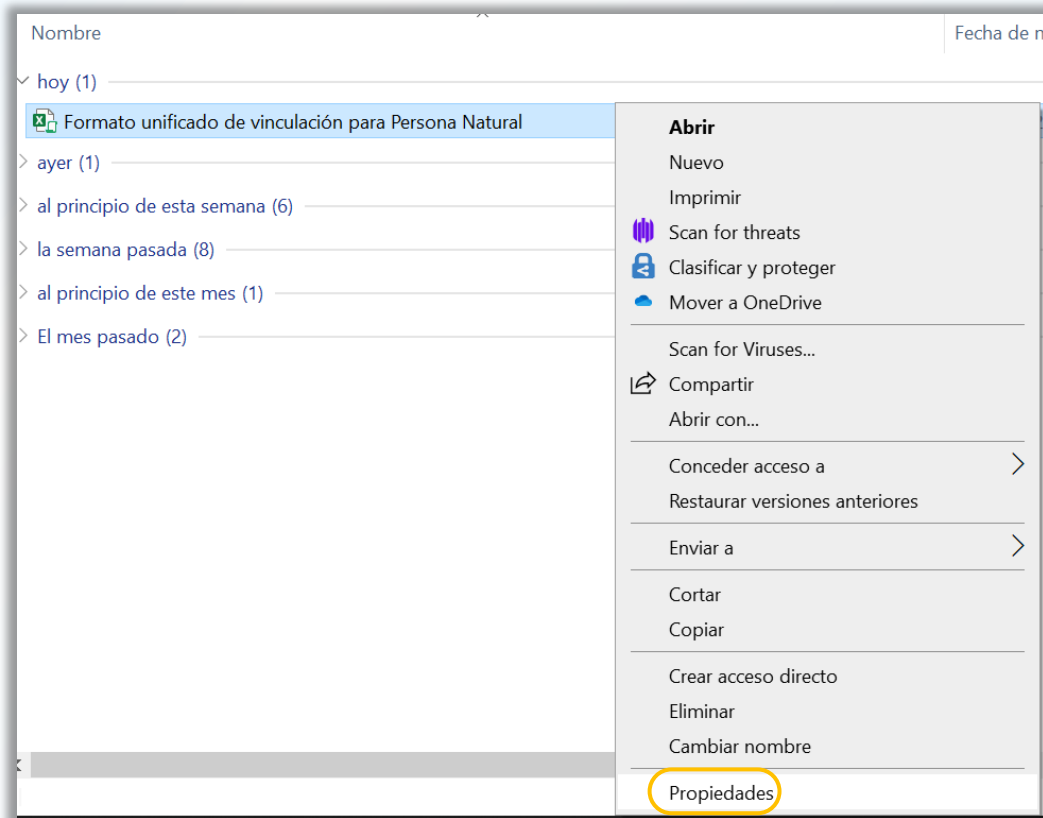 Nombre
Fecha de
hoy (1)
Formato unificado de vinculación para Persona Natural
ayer (1)
al principio de esta semana (6)
la semana pasada (8)
al principio de este mes (1)
El mes pasado (2)
Abrir
Nuevo
Imprimir
Scan for threats
Clasificar y proteger
Mover a OneDrive
Scan for Viruses...
Compartir
Abrir con...
Conceder acceso a
Restaurar versiones anteriores
Enviar a
Cortar
Copiar
Crear acceso directo
Eliminar
Cambiar nombre
Propiedades